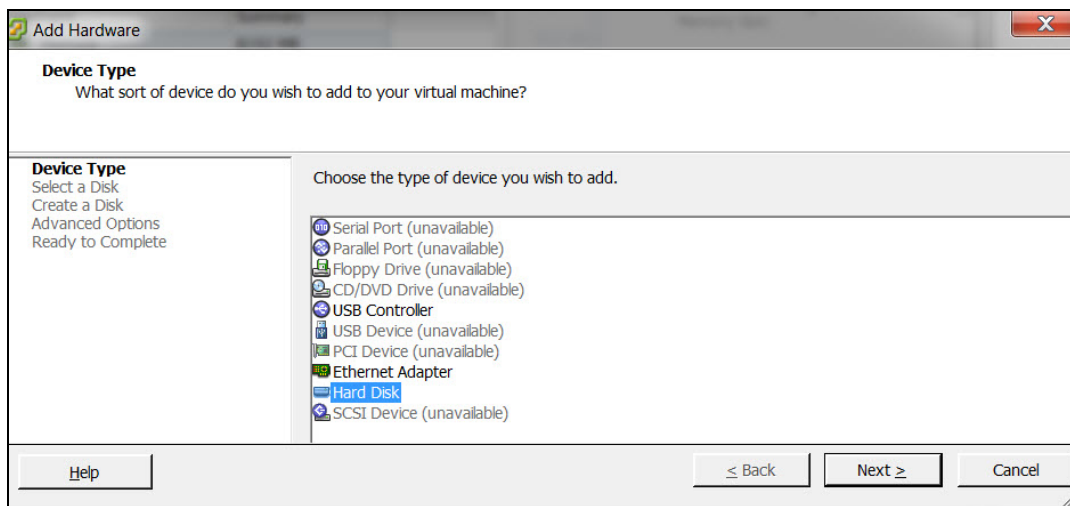 Add Hardware
Device Type
What sort of device do you wish to add to your virtual machine?
Device Type
Select a Disk
Create a Disk
Advanced Options
Ready to Complete
Choose the type of device you wish to add.
Serial Port (unavailable)
Parallel Port (unavailable)
Floppy Drive (unavailable)
CD/DVD Drive (unavailable)
USB Controller
USB Device (unavailable)
PCI Device (unavailable)
Ethernet Adapter
Hard Disk
SCSI Device (unavailable)
Help
< Back
Next >
Cancel